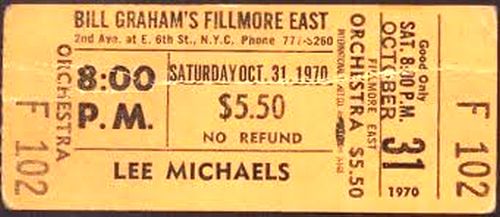 BILL GRAHAM'S FILLMORE EAST
2nd Ave. at E. 6th St., N.Y.C. Phone 777-5260
ORCHESTRA
F 102
8:00
P.M.
SATURDAY OCT. 31, 1970
$5.50
NO REFUND
LEE MICHAELS
ORCHESTRA $5.50
FILLMORE EAST
OCTOBER
31
SAT. 8:00 P.M.
Good Only
1970
F 102